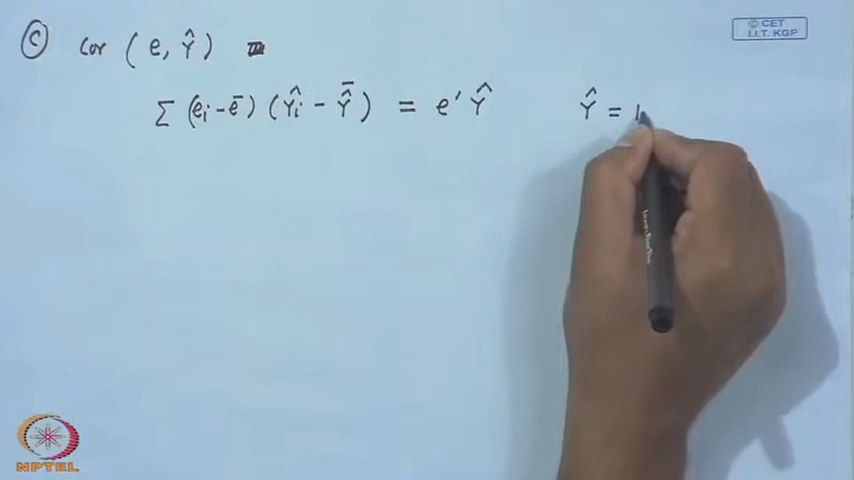 © CET
I.I.T. KGP
(c) Cor (e, Ŷ) =
Σ (eᵢ - ē) (Ŷᵢ - Ŷ̄) = e′ Ŷ Ŷ =
NPTEL